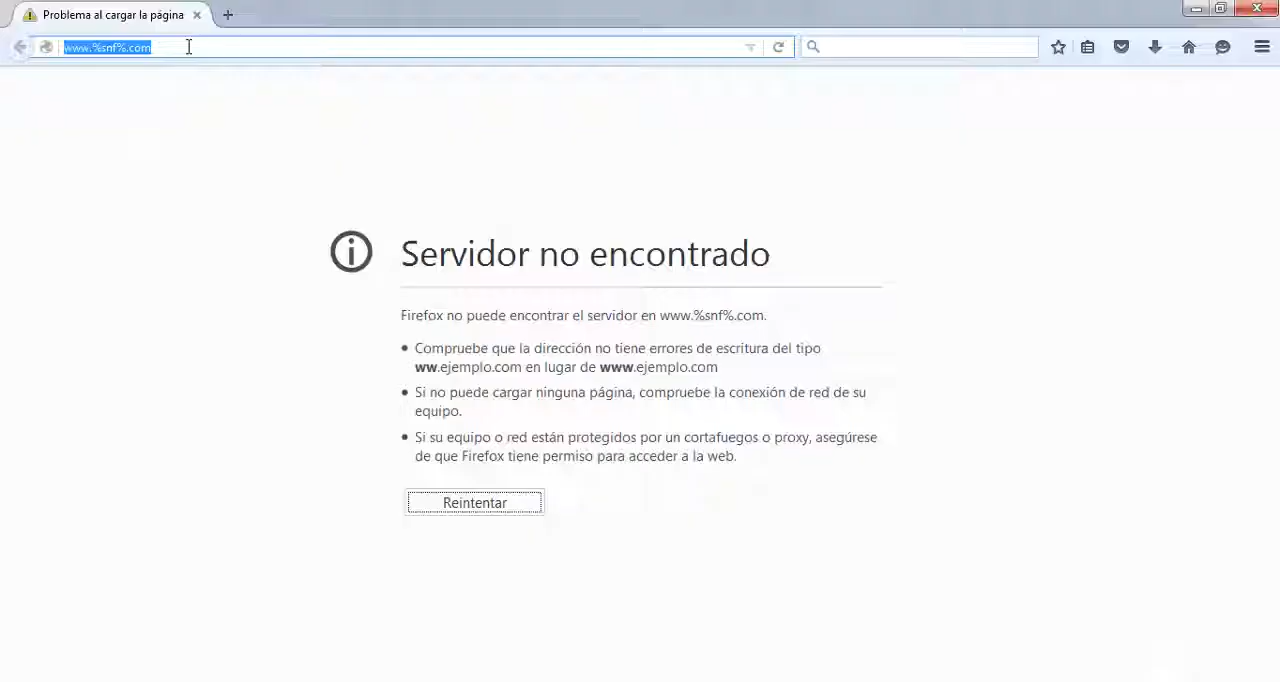 Problema al cargar la página
www.%snf%.com
Servidor no encontrado
Firefox no puede encontrar el servidor en www.%snf%.com.
Compruebe que la dirección no tiene errores de escritura del tipo
ww.ejemplo.com en lugar de www.ejemplo.com
Si no puede cargar ninguna página, compruebe la conexión de red de su
equipo.
Si su equipo o red están protegidos por un cortafuegos o proxy, asegúrese
de que Firefox tiene permiso para acceder a la web.
Reintentar